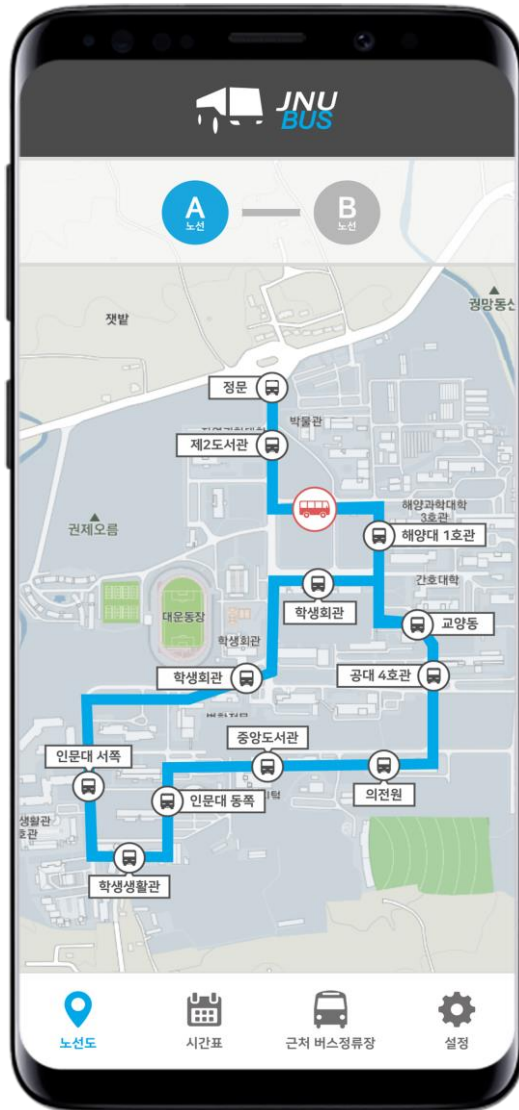 JNU
BUS
A
노선
B
노선
잿밭
권망동산
정문
박물관
제2도서관
해양과학대학
3호관
해양대 1호관
권제오름
간호대학
학생회관
대운동장
교양동
학생회관
학생회관
공대 4호관
중앙도서관
인문대 서쪽
인문대 동쪽
의전원
생활관
호관
학생생활관
노선도
시간표
근처 버스정류장
설정